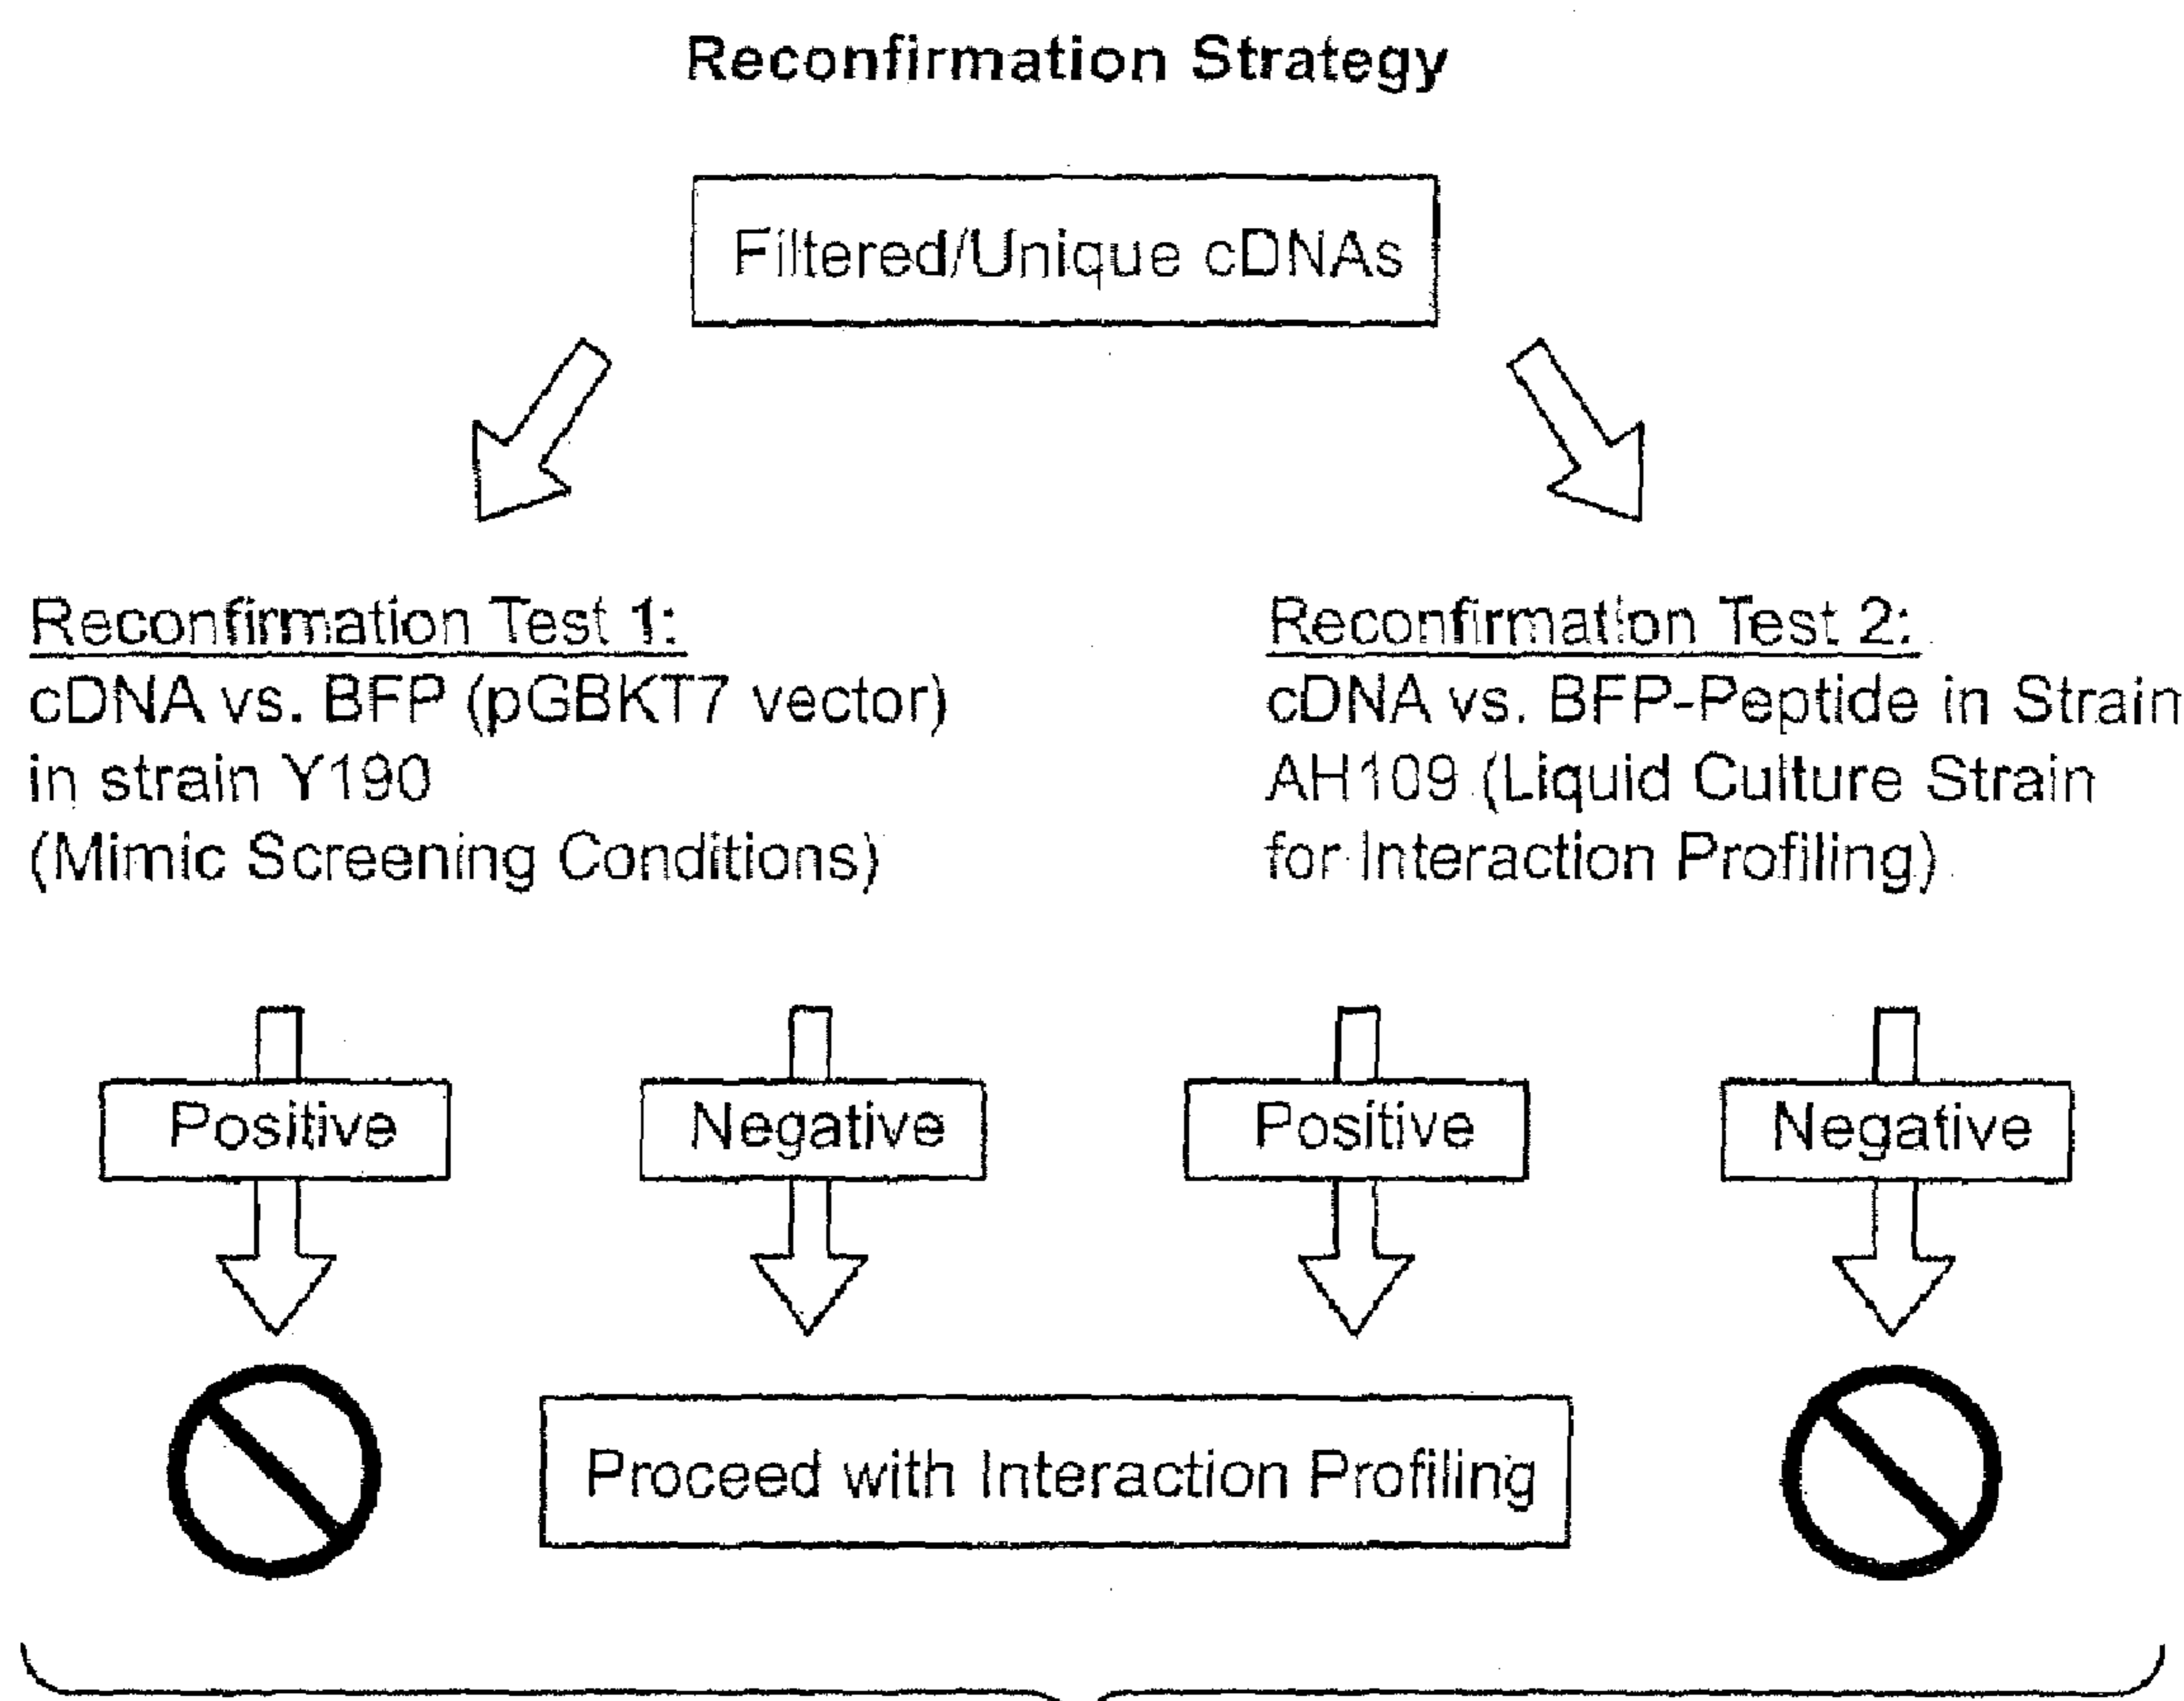 Reconfirmation Strategy
Filtered/Unique cDNAs
Reconfirmation Test 1:
cDNA vs. BFP (pGBKT7 vector)
in strain Y190
(Mimic Screening Conditions)
Reconfirmation Test 2:
cDNA vs. BFP-Peptide in Strain
AH109 (Liquid Culture Strain
for Interaction Profiling)
Positive
Negative
Positive
Negative
Proceed with Interaction Profiling